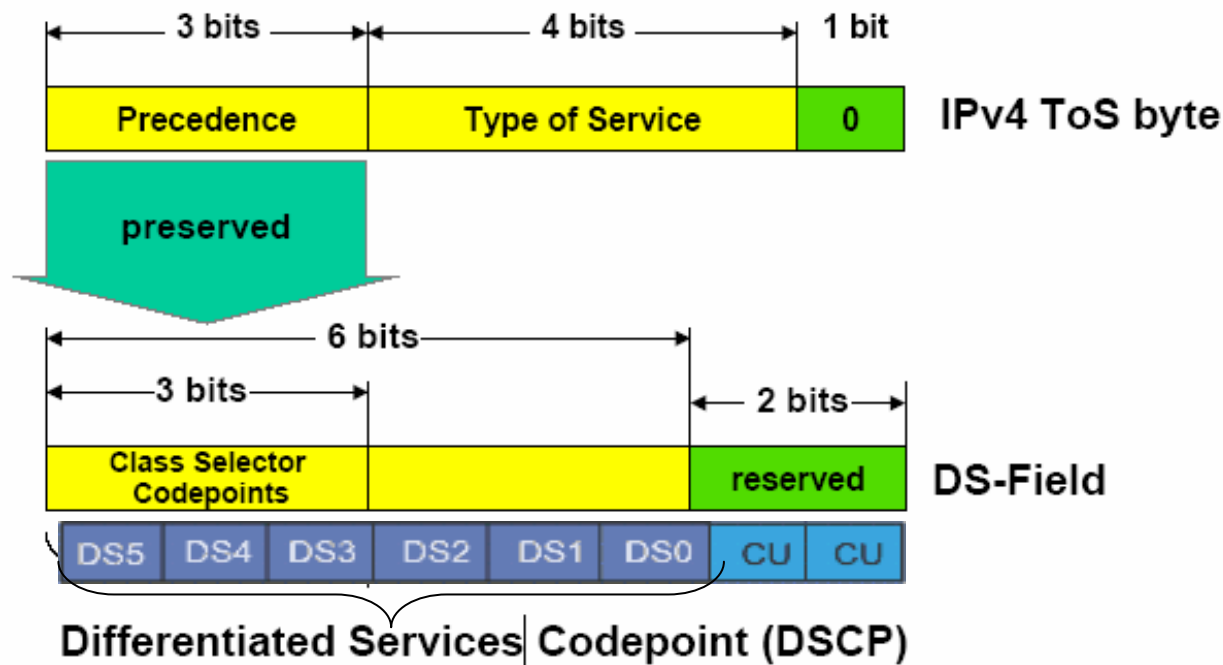 3 bits 4 bits 1 bit
Precedence Type of Service 0 IPv4 ToS byte
preserved
6 bits
3 bits 2 bits
Class Selector
Codepoints reserved DS-Field
DS5 DS4 DS3 DS2 DS1 DS0 CU CU
Differentiated Services Codepoint (DSCP)